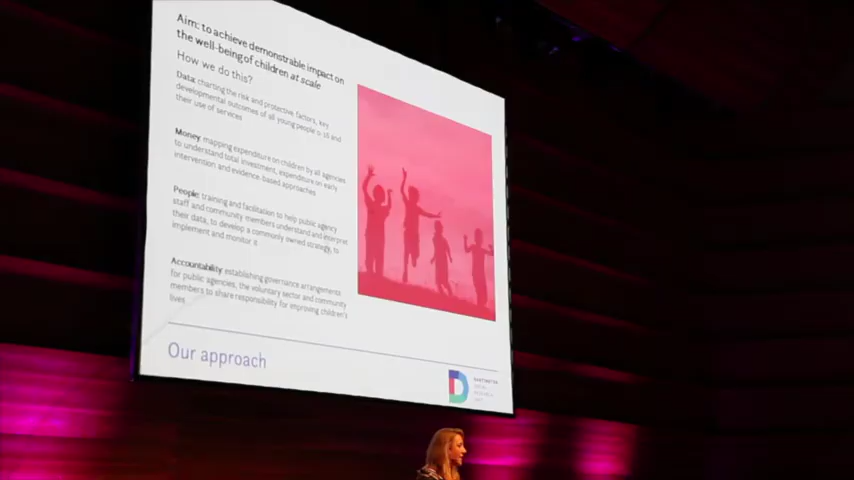 Aim: to achieve demonstrable impact on
the well-being of children at scale
How we do this?
Data: charting the risk and protective factors, key
developmental outcomes of all young people 0-16 and
their use of services
Money: mapping expenditure on children by all agencies
to understand total investment, expenditure on early
intervention and evidence-based approaches
People: training and facilitation to help public agency
staff and community members understand and interpret
their data, to develop a commonly owned strategy, to
implement and monitor it
Accountability: establishing governance arrangements
for public agencies, the voluntary sector and community
members to share responsibility for improving children's
lives
Our approach